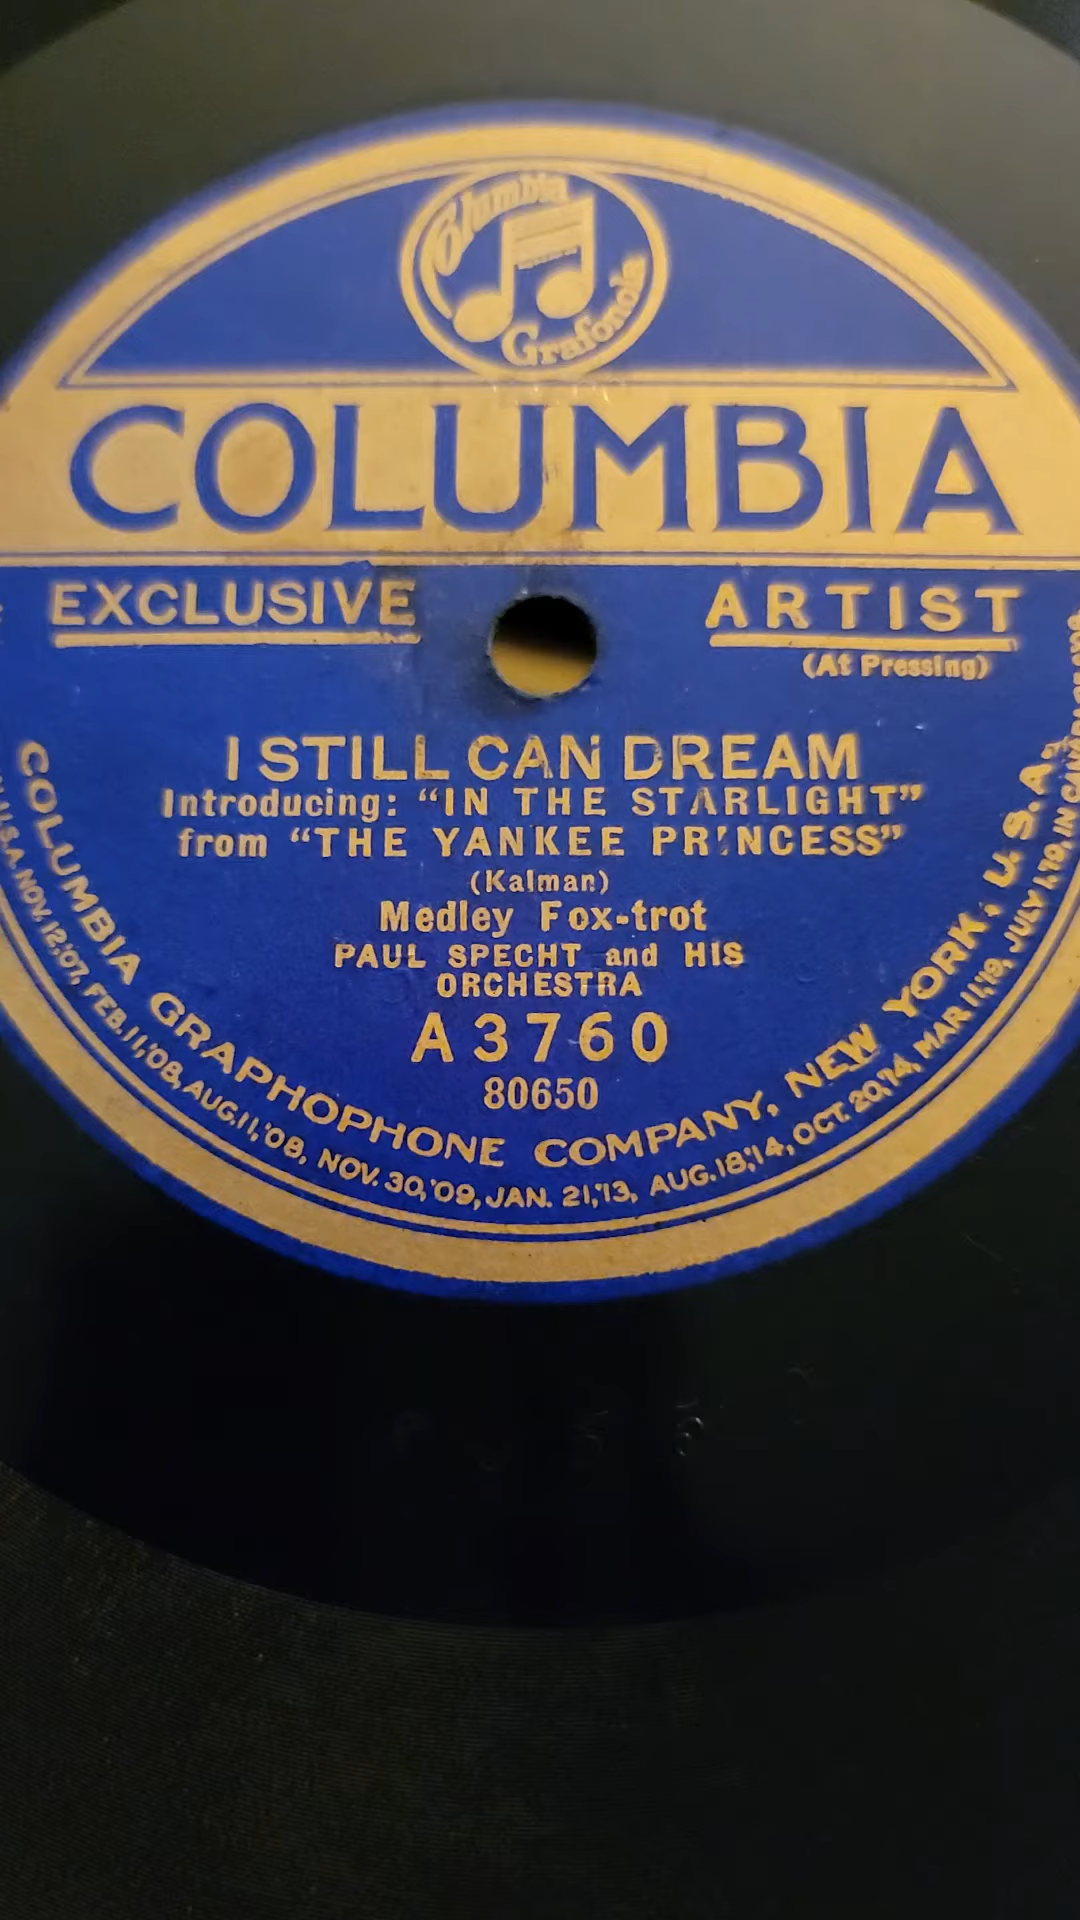 Columbia
Grafonola
COLUMBIA
EXCLUSIVE ARTIST
(At Pressing)
I STILL CAN DREAM
Introducing: “IN THE STARLIGHT”
from “THE YANKEE PRINCESS”
(Kalman)
Medley Fox-trot
PAUL SPECHT and HIS
ORCHESTRA
A3760
80650
COLUMBIA GRAPHOPHONE COMPANY, NEW YORK, U. S. A.
U.S.A. NOV. 12,'07, FEB. 11,'08, AUG. 11,'08, NOV. 30,'09, JAN. 21,'13, AUG. 18,'14, OCT. 20,'14, MAR 11,'19, JULY 1,'19, IN CANADA